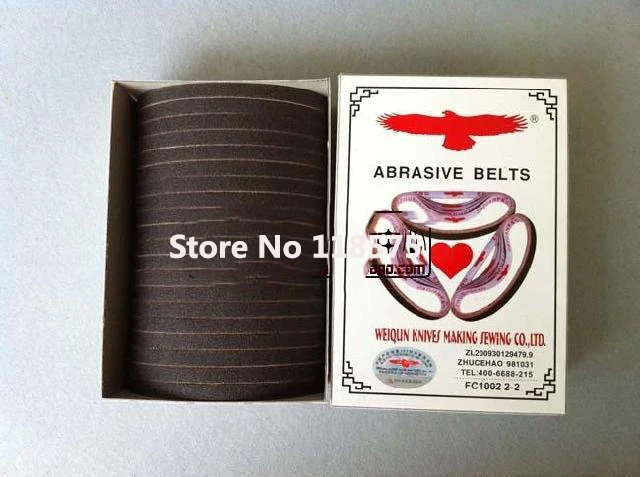 ®
ABRASIVE BELTS
Store No 118575
WEIQUN KNIVES MAKING SEWING CO.,LTD.
ZL200930129479.9
ZHUCEHAO 981031
TEL:400-6688-215
FC1002 2-2